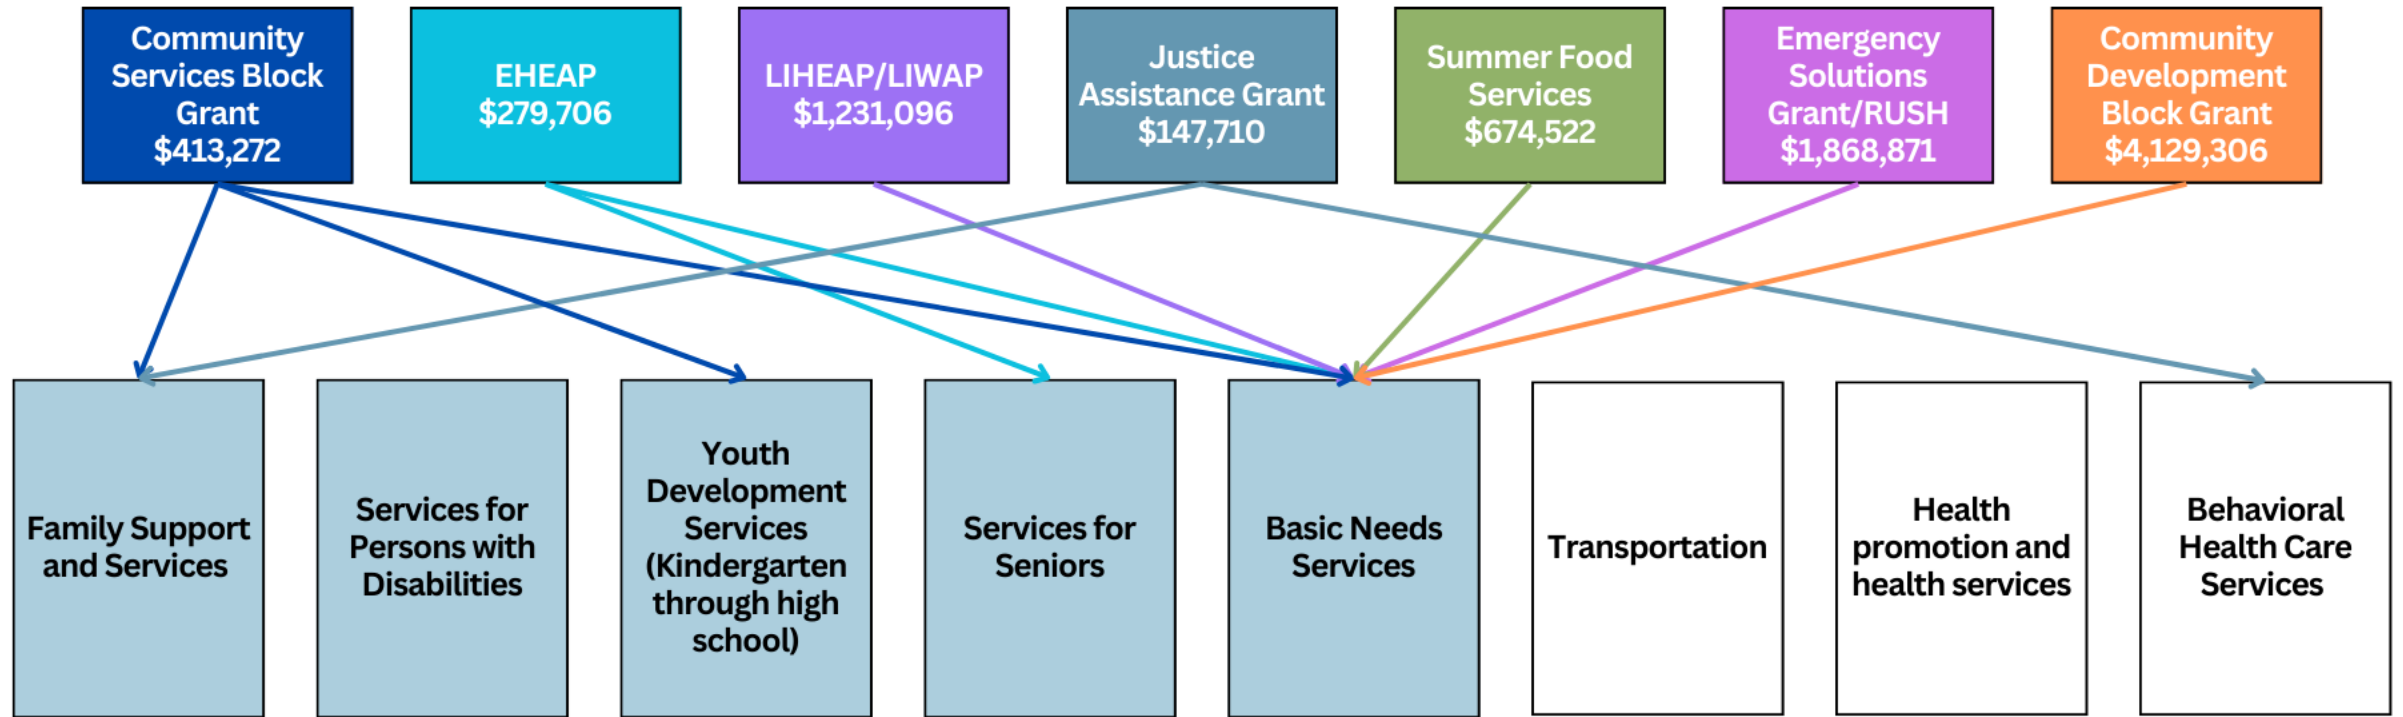 Community
Services Block
Grant
$413,272
EHEAP
$279,706
LIHEAP/LIWAP
$1,231,096
Justice
Assistance Grant
$147,710
Summer Food
Services
$674,522
Emergency
Solutions
Grant/RUSH
$1,868,871
Community
Development
Block Grant
$4,129,306
Family Support
and Services
Services for
Persons with
Disabilities
Youth
Development
Services
(Kindergarten
through high
school)
Services for
Seniors
Basic Needs
Services
Transportation
Health
promotion and
health services
Behavioral
Health Care
Services